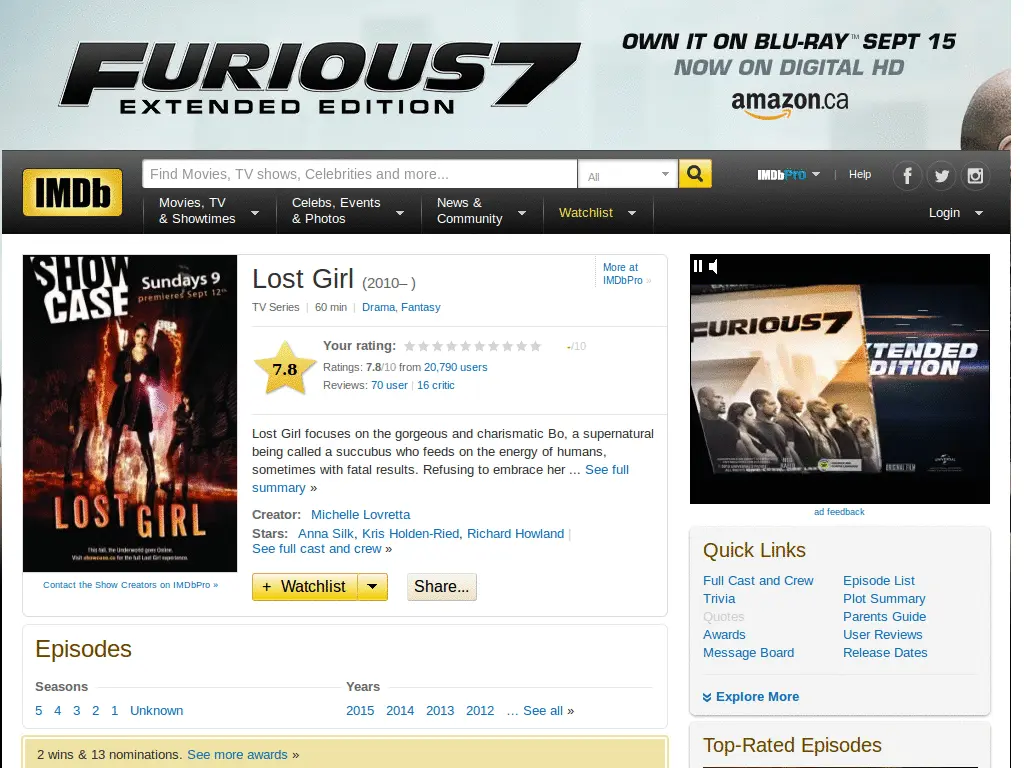 FURIOUS 7
EXTENDED EDITION
OWN IT ON BLU-RAY™ SEPT 15
NOW ON DIGITAL HD
amazon.ca
IMDb
Find Movies, TV shows, Celebrities and more...
All
IMDbPro
Help
Movies, TV
& Showtimes
Celebs, Events
& Photos
News &
Community
Watchlist
Login
SHOW
CASE
Sundays 9
premieres Sept 12th
LOST GIRL
This fall, the Underworld goes Online.
Visit showcase.ca for the full Lost Girl experience.
Contact the Show Creators on IMDbPro »
Lost Girl (2010– )
More at
IMDbPro »
TV Series | 60 min | Drama, Fantasy
7.8
Your rating: -/10
Ratings: 7.8/10 from 20,790 users
Reviews: 70 user | 16 critic
Lost Girl focuses on the gorgeous and charismatic Bo, a supernatural
being called a succubus who feeds on the energy of humans,
sometimes with fatal results. Refusing to embrace her ... See full
summary »
Creator: Michelle Lovretta
Stars: Anna Silk, Kris Holden-Ried, Richard Howland |
See full cast and crew »
+ Watchlist
Share...
Episodes
Seasons
5 4 3 2 1 Unknown
Years
2015 2014 2013 2012 ... See all »
2 wins & 13 nominations. See more awards »
FURIOUS 7
EXTENDED
EDITION
ad feedback
Quick Links
Full Cast and Crew
Trivia
Quotes
Awards
Message Board
Episode List
Plot Summary
Parents Guide
User Reviews
Release Dates
Explore More
Top-Rated Episodes